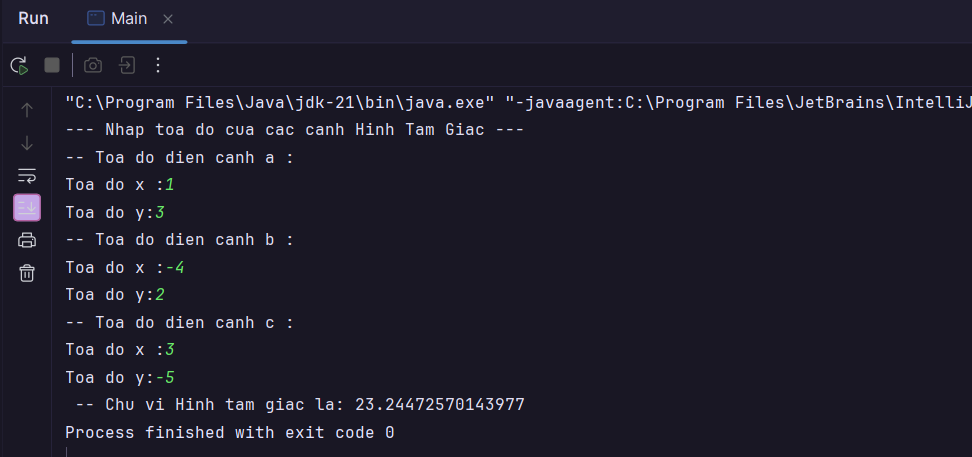 Run Main
"C:\Program Files\Java\jdk-21\bin\java.exe" "-javaagent:C:\Program Files\JetBrains\IntelliJ
--- Nhap toa do cua cac canh Hinh Tam Giac ---
-- Toa do dien canh a :
Toa do x :1
Toa do y:3
-- Toa do dien canh b :
Toa do x :-4
Toa do y:2
-- Toa do dien canh c :
Toa do x :3
Toa do y:-5
-- Chu vi Hinh tam giac la: 23.24472570143977
Process finished with exit code 0